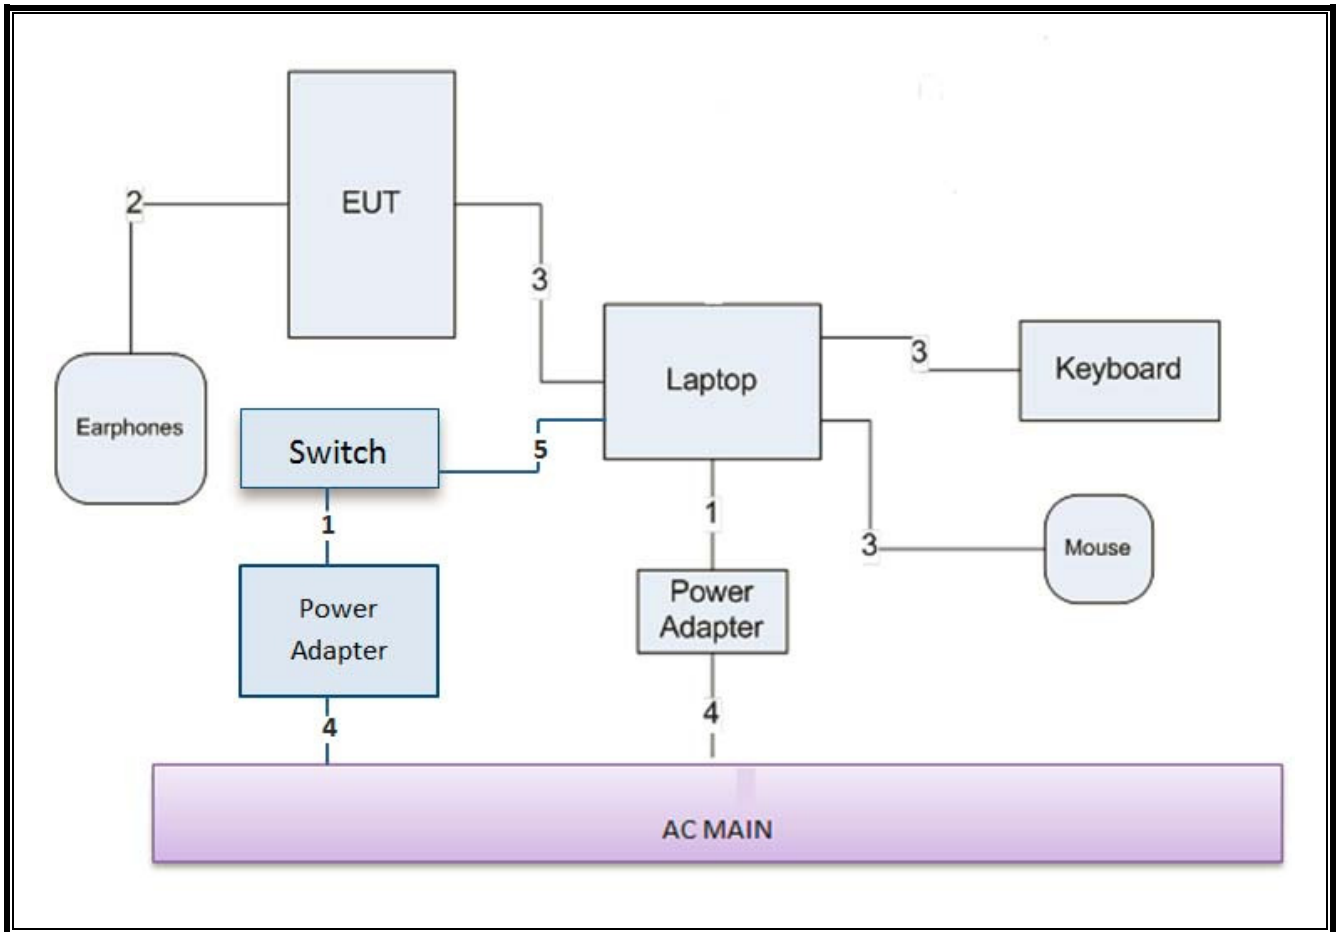 EUT
2
3
Laptop
3
Keyboard
Earphones
Switch
5
1
1
3
Mouse
Power
Adapter
Power
Adapter
4
4
AC MAIN